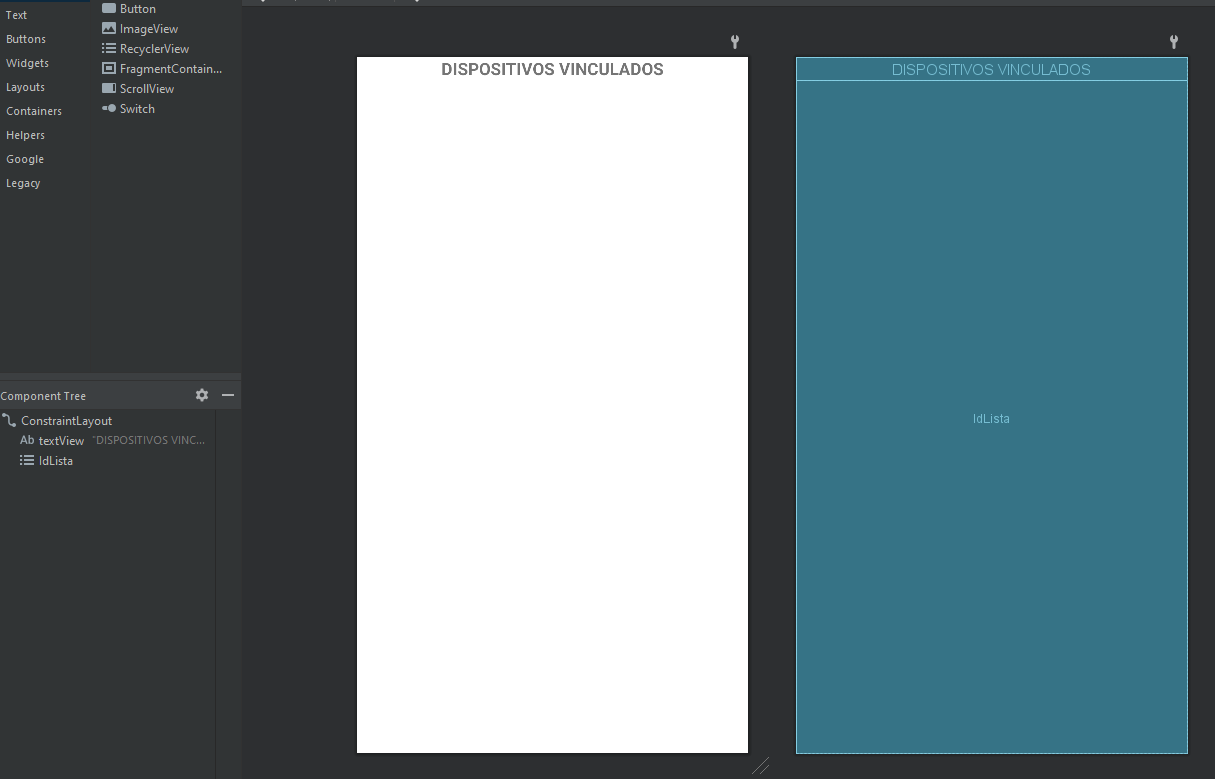 Text
Buttons
Widgets
Layouts
Containers
Helpers
Google
Legacy
Button
ImageView
RecyclerView
FragmentContain...
ScrollView
Switch
Component Tree
ConstraintLayout
Ab textView "DISPOSITIVOS VINC...
IdLista
DISPOSITIVOS VINCULADOS
DISPOSITIVOS VINCULADOS
IdLista